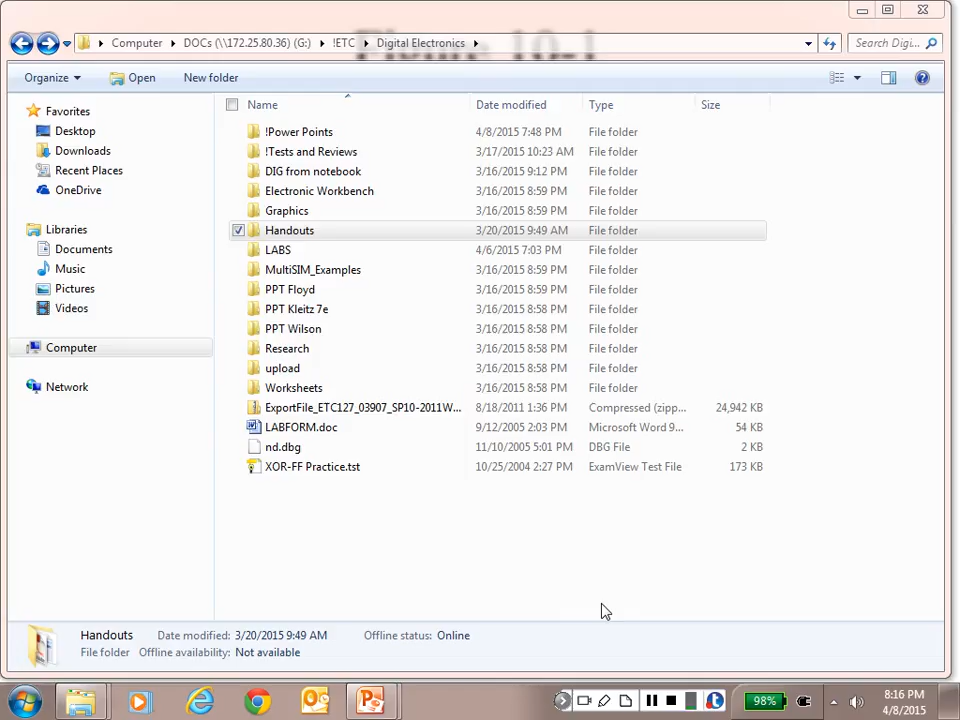 Figure 10-1
Computer
DOCs (\\172.25.80.36) (G:)
!ETC
Digital Electronics
Search Digi...
Organize
Open
New folder
Name
Date modified
Type
Size
Favorites
Desktop
Downloads
Recent Places
OneDrive
Libraries
Documents
Music
Pictures
Videos
Computer
Network
!Power Points 4/8/2015 7:48 PM File folder
!Tests and Reviews 3/17/2015 10:23 AM File folder
DIG from notebook 3/16/2015 9:12 PM File folder
Electronic Workbench 3/16/2015 8:59 PM File folder
Graphics 3/16/2015 8:59 PM File folder
Handouts 3/20/2015 9:49 AM File folder
LABS 4/6/2015 7:03 PM File folder
MultiSIM_Examples 3/16/2015 8:59 PM File folder
PPT Floyd 3/16/2015 8:59 PM File folder
PPT Kleitz 7e 3/16/2015 8:58 PM File folder
PPT Wilson 3/16/2015 8:58 PM File folder
Research 3/16/2015 8:58 PM File folder
upload 3/16/2015 8:58 PM File folder
Worksheets 3/16/2015 8:58 PM File folder
ExportFile_ETC127_03907_SP10-2011W... 8/18/2011 1:36 PM Compressed (zipp... 24,942 KB
LABFORM.doc 9/12/2005 2:03 PM Microsoft Word 9... 54 KB
nd.dbg 11/10/2005 5:01 PM DBG File 2 KB
XOR-FF Practice.tst 10/25/2004 2:27 PM ExamView Test File 173 KB
Handouts Date modified: 3/20/2015 9:49 AM Offline status: Online
File folder Offline availability: Not available
98%
8:16 PM
4/8/2015